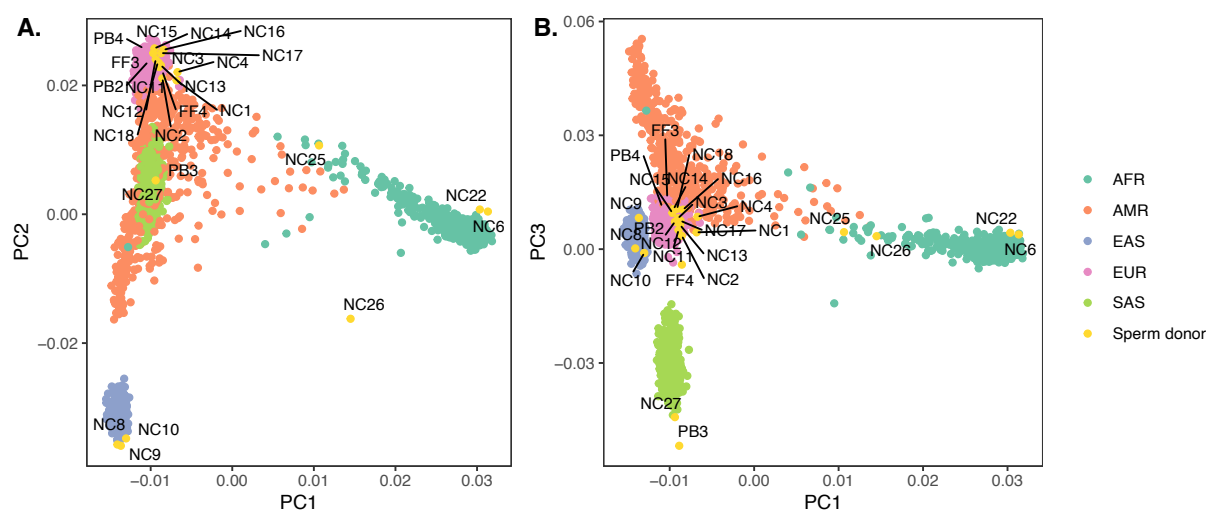 A.
NC15
NC14
NC16
PB4
NC17
FF3
NC3
NC4
PB2
NC11
NC13
NC12
FF4
NC1
NC18
NC2
PB3
NC25
NC27
NC22
NC6
NC26
NC8
NC10
NC9
0.02
0.00
−0.02
PC2
−0.01
0.00
0.01
0.02
0.03
PC1
B.
FF3
PB4
NC18
NC15
NC14
NC16
NC9
NC3
NC4
NC25
NC22
NC8
PB2
NC17
NC1
NC12
NC26
NC6
NC11
NC13
NC10
FF4
NC2
NC27
PB3
0.06
0.03
0.00
−0.03
PC3
−0.01
0.00
0.01
0.02
0.03
PC1
AFR
AMR
EAS
EUR
SAS
Sperm donor